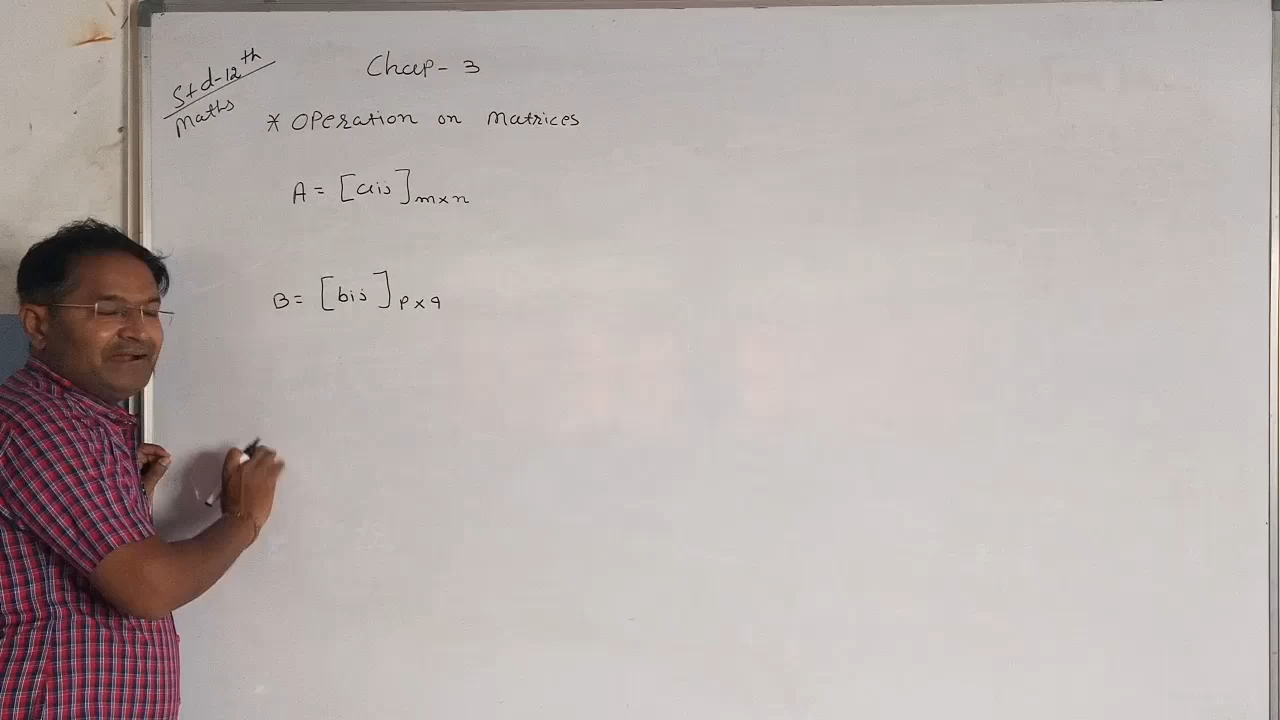 Std-12th
Maths
Chap-3
* Operation on Matrices
A = [aij]m×n
B = [bij]p×q